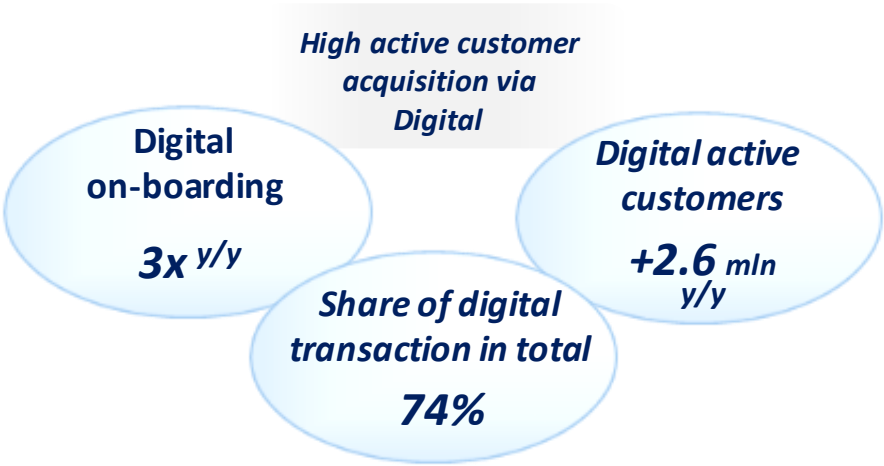 High active customer
acquisition via
Digital
Digital
on-boarding
3x y/y
Digital active
customers
+2.6 mln
y/y
Share of digital
transaction in total
74%